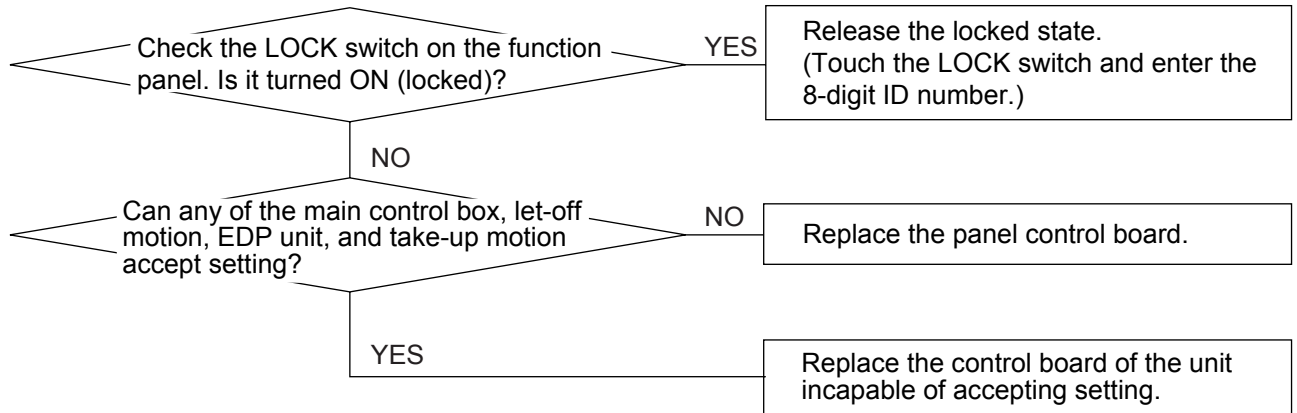 Check the LOCK switch on the function
panel. Is it turned ON (locked)?
YES
Release the locked state.
(Touch the LOCK switch and enter the
8-digit ID number.)
NO
Can any of the main control box, let-off
motion, EDP unit, and take-up motion
accept setting?
NO
Replace the panel control board.
YES
Replace the control board of the unit
incapable of accepting setting.